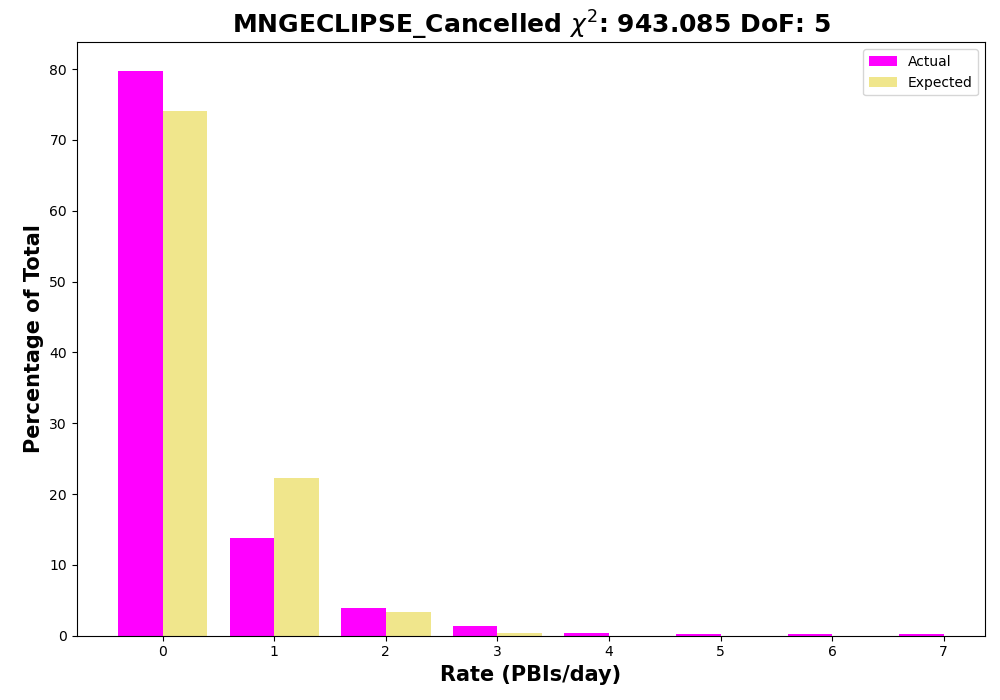 MNGECLIPSE_Cancelled χ²: 943.085 DoF: 5
Actual
Expected
Percentage of Total
80
70
60
50
40
30
20
10
0
0 1 2 3 4 5 6 7
Rate (PBIs/day)